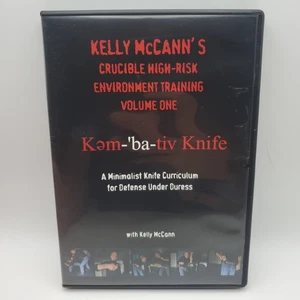 KELLY McCANN'S
CRUCIBLE HIGH-RISK
ENVIRONMENT TRAINING
VOLUME ONE
Kəm-'ba-tiv Knife
A Minimalist Knife Curriculum
for Defense Under Duress
with Kelly McCann